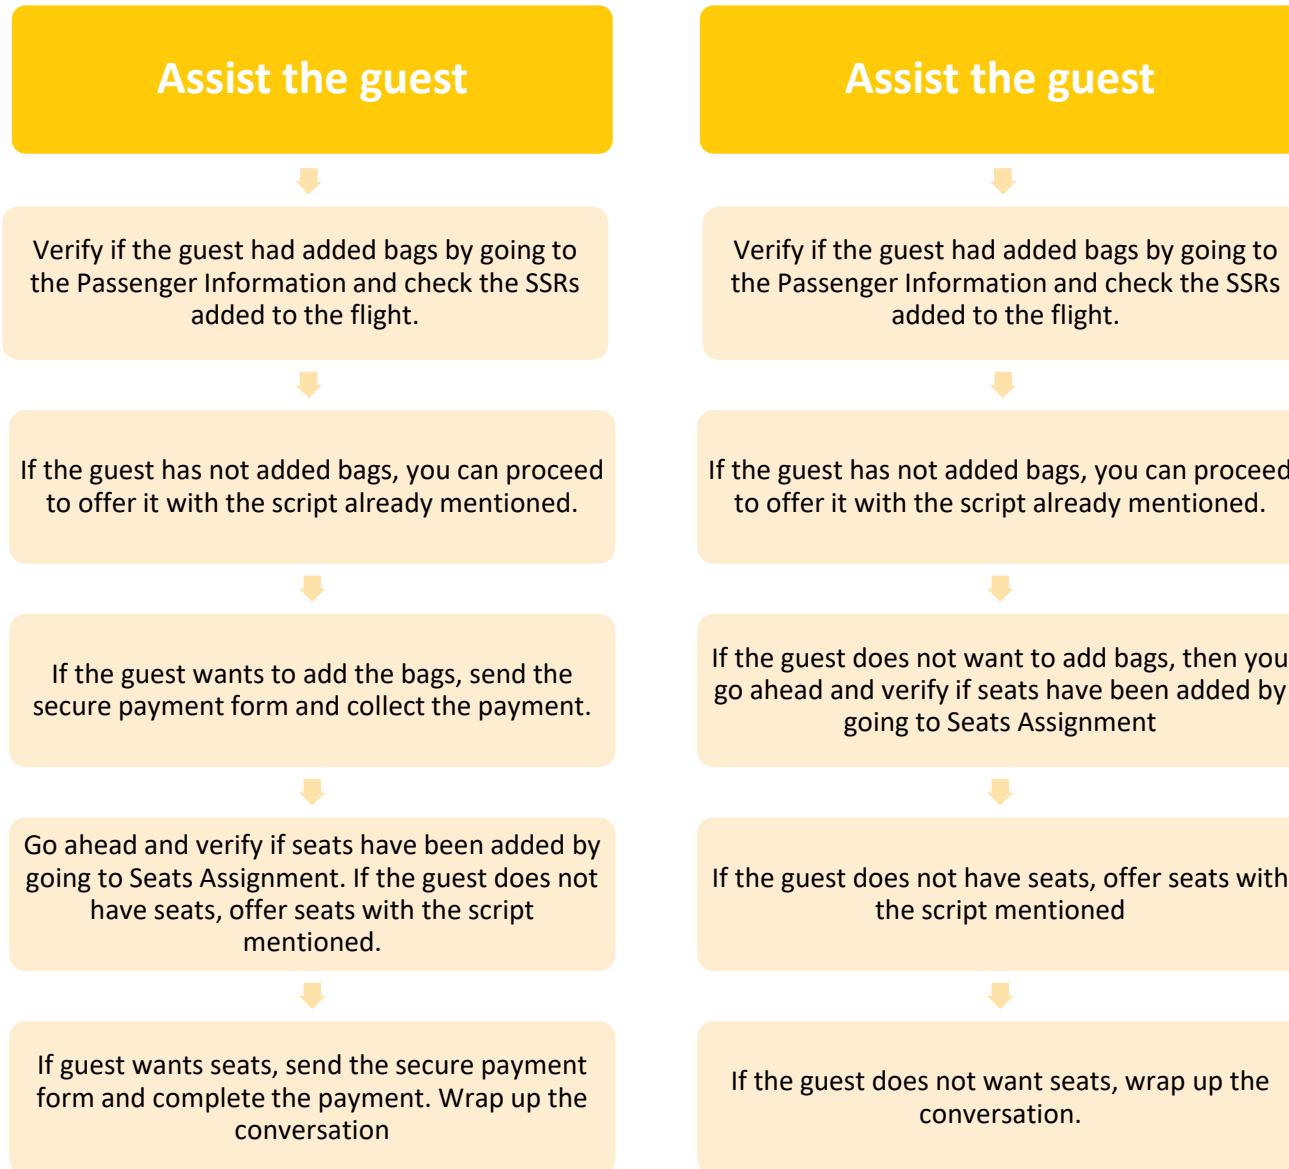 Assist the guest
Verify if the guest had added bags by going to
the Passenger Information and check the SSRs
added to the flight.
If the guest has not added bags, you can proceed
to offer it with the script already mentioned.
If the guest wants to add the bags, send the
secure payment form and collect the payment.
Go ahead and verify if seats have been added by
going to Seats Assignment. If the guest does not
have seats, offer seats with the script
mentioned.
If guest wants seats, send the secure payment
form and complete the payment. Wrap up the
conversation
Assist the guest
Verify if the guest had added bags by going to
the Passenger Information and check the SSRs
added to the flight.
If the guest has not added bags, you can proceed
to offer it with the script already mentioned.
If the guest does not want to add bags, then you
go ahead and verify if seats have been added by
going to Seats Assignment
If the guest does not have seats, offer seats with
the script mentioned
If the guest does not want seats, wrap up the
conversation.